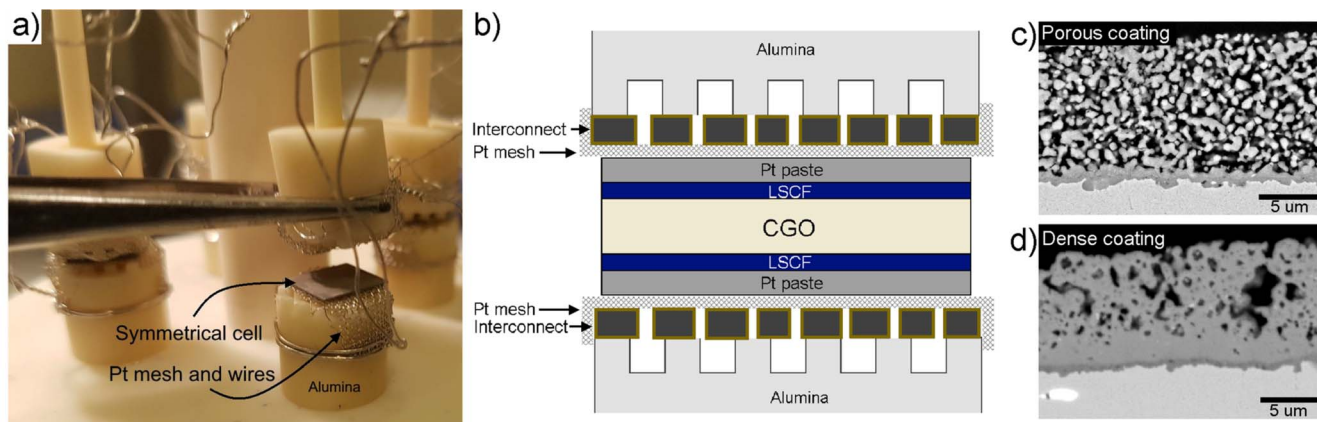 a)
Symmetrical cell
Pt mesh and wires
Alumina
b)
Alumina
Interconnect
Pt mesh
Pt paste
LSCF
CGO
LSCF
Pt paste
Pt mesh
Interconnect
Alumina
c)
Porous coating
5 um
d)
Dense coating
5 um